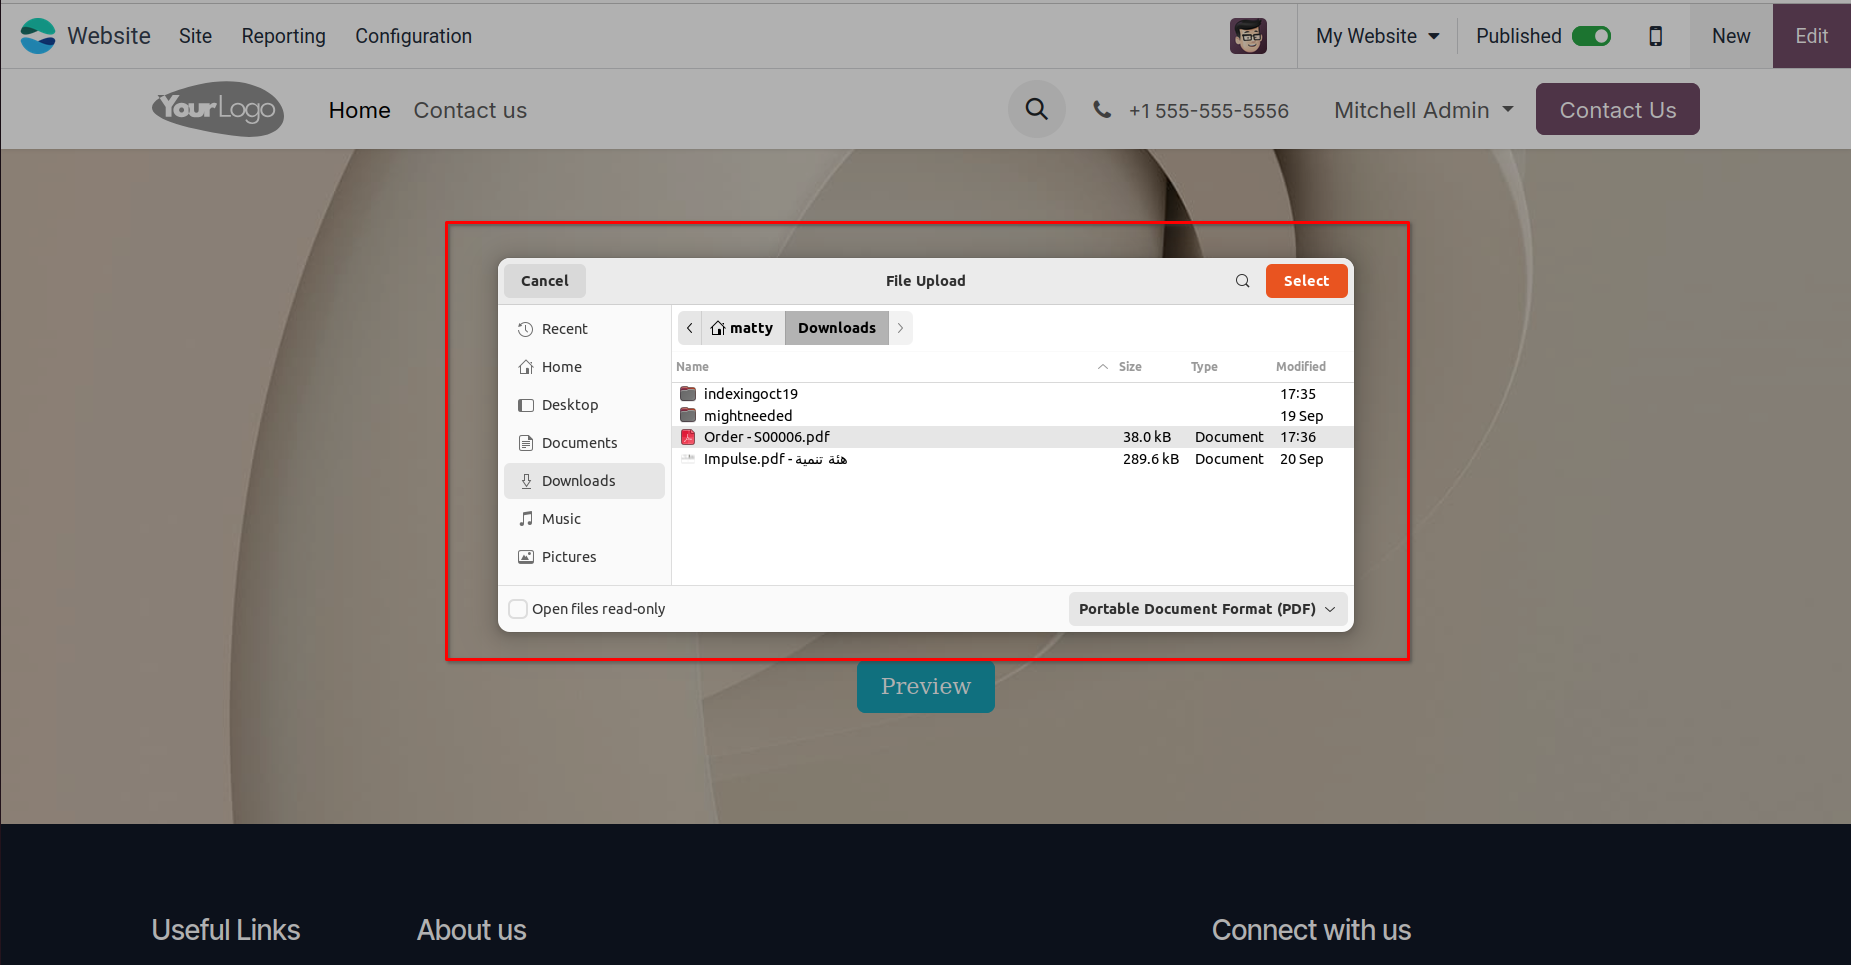 Website Site Reporting Configuration My Website Published New Edit
YourLogo Home Contact us +1 555-555-5556 Mitchell Admin Contact Us
Cancel File Upload Select
Recent
Home
Desktop
Documents
Downloads
Music
Pictures
matty Downloads
Name Size Type Modified
indexingoct19 17:35
mightneeded 19 Sep
Order - S00006.pdf 38.0 kB Document 17:36
Impulse.pdf - هئة تنمية 289.6 kB Document 20 Sep
Open files read-only Portable Document Format (PDF)
Preview
Useful Links About us Connect with us